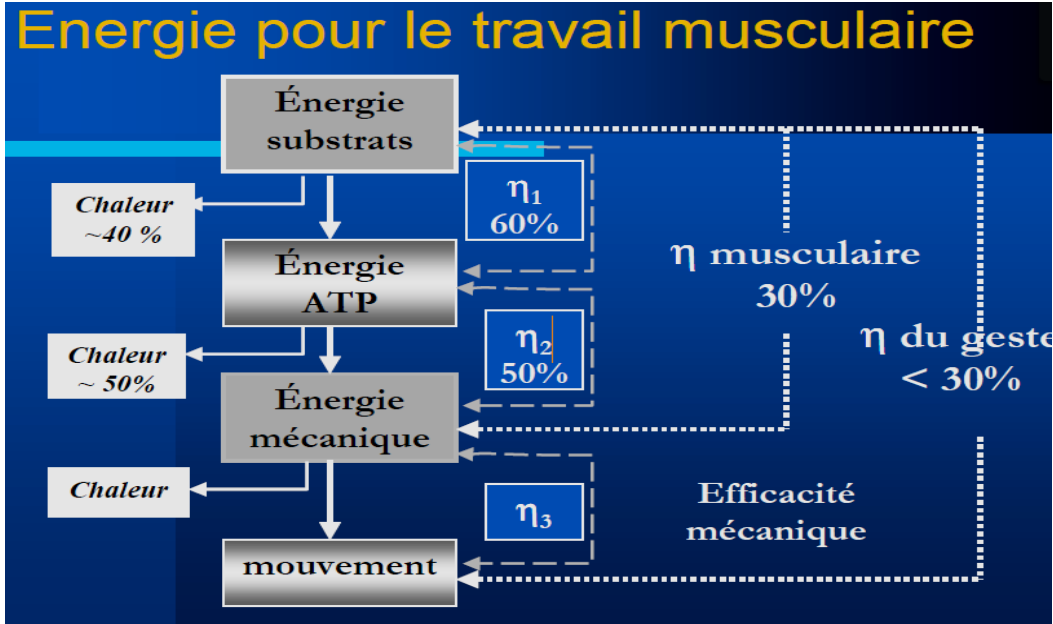 Energie pour le travail musculaire
Énergie
substrats
η1
60%
Chaleur
~40 %
Énergie
ATP
η musculaire
30%
η2
50%
η du geste
< 30%
Chaleur
~ 50%
Énergie
mécanique
Chaleur
η3
Efficacité
mécanique
mouvement